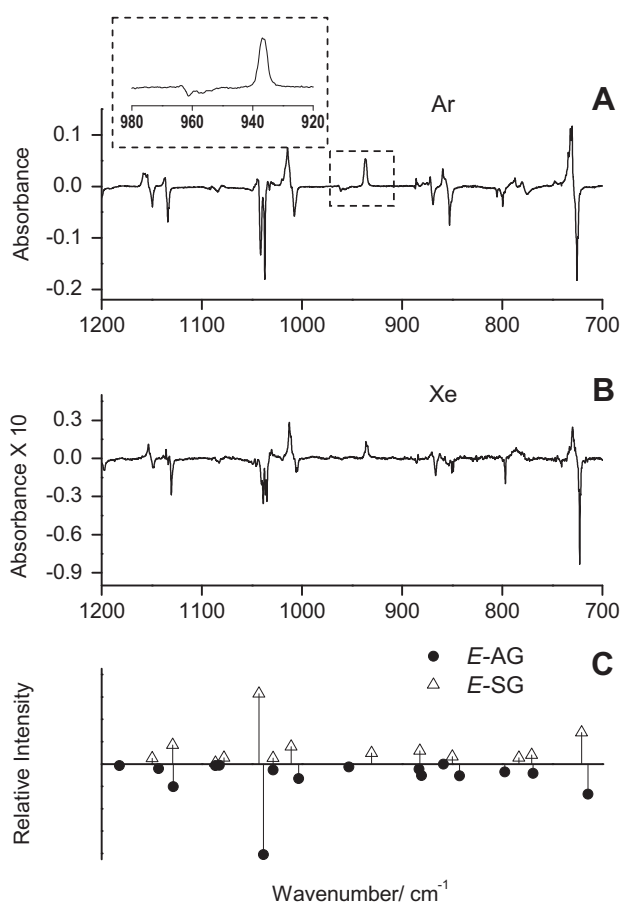 980 960 940 920
Ar
A
Absorbance
0.1
0.0
-0.1
-0.2
1200 1100 1000 900 800 700
Xe
B
Absorbance X 10
0.3
0.0
-0.3
-0.6
-0.9
1200 1100 1000 900 800 700
E-AG
E-SG
C
Relative Intensity
Wavenumber/ cm⁻¹